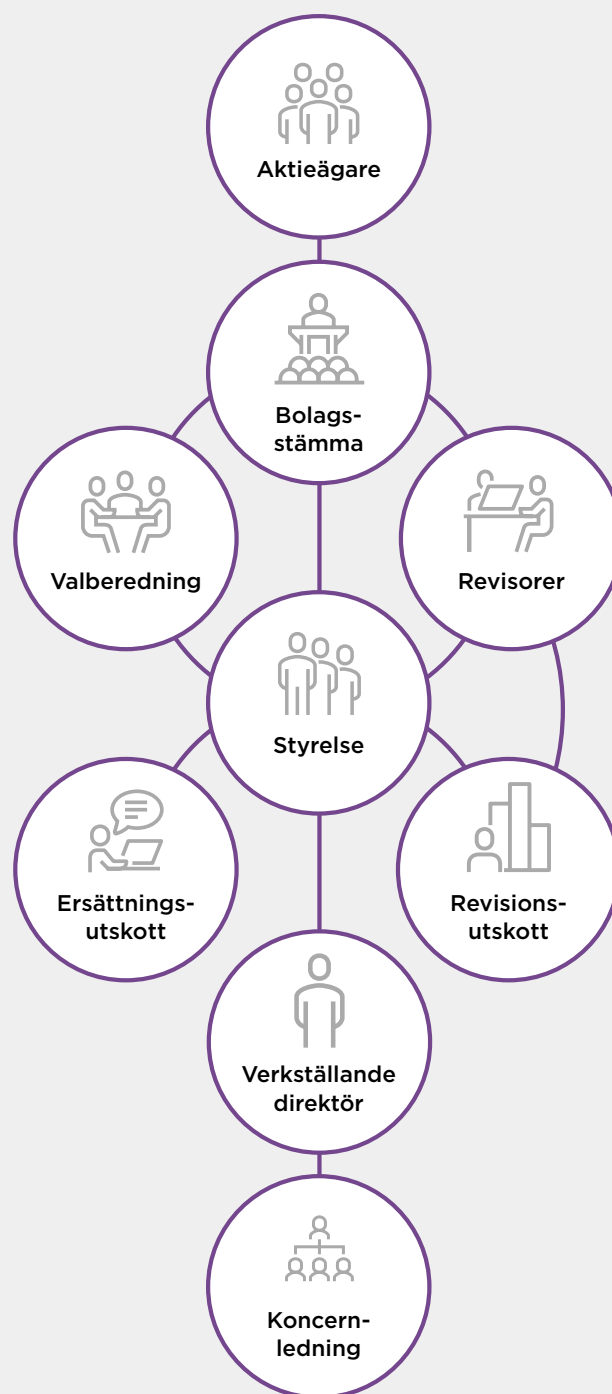 Aktieägare
Bolags-
stämma
Valberedning
Revisorer
Styrelse
Ersättnings-
utskott
Revisions-
utskott
Verkställande
direktör
Koncern-
ledning